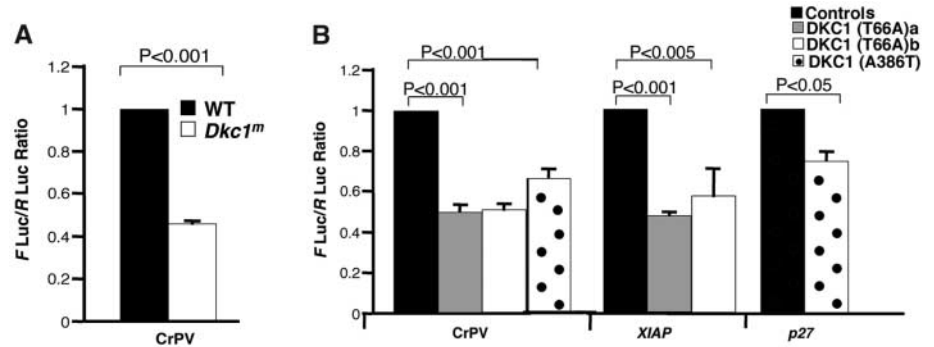 A
P<0.001
F Luc/R Luc Ratio
1.2
1
0.8
0.6
0.4
0.2
0
WT
Dkc1m
CrPV
B
Controls
DKC1 (T66A)a
DKC1 (T66A)b
DKC1 (A386T)
P<0.001
P<0.001
P<0.005
P<0.001
P<0.05
F Luc/R Luc Ratio
1.2
1
0.8
0.6
0.4
0.2
0
CrPV
XIAP
p27